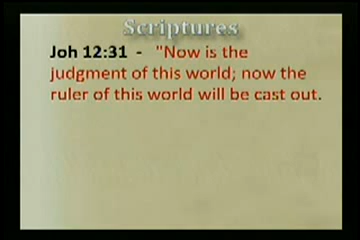 Scriptures
Joh 12:31 - "Now is the
judgment of this world; now the
ruler of this world will be cast out.